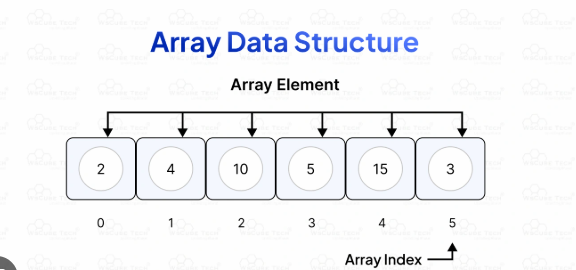 Array Data Structure
Array Element
2 4 10 5 15 3
0 1 2 3 4 5
Array Index